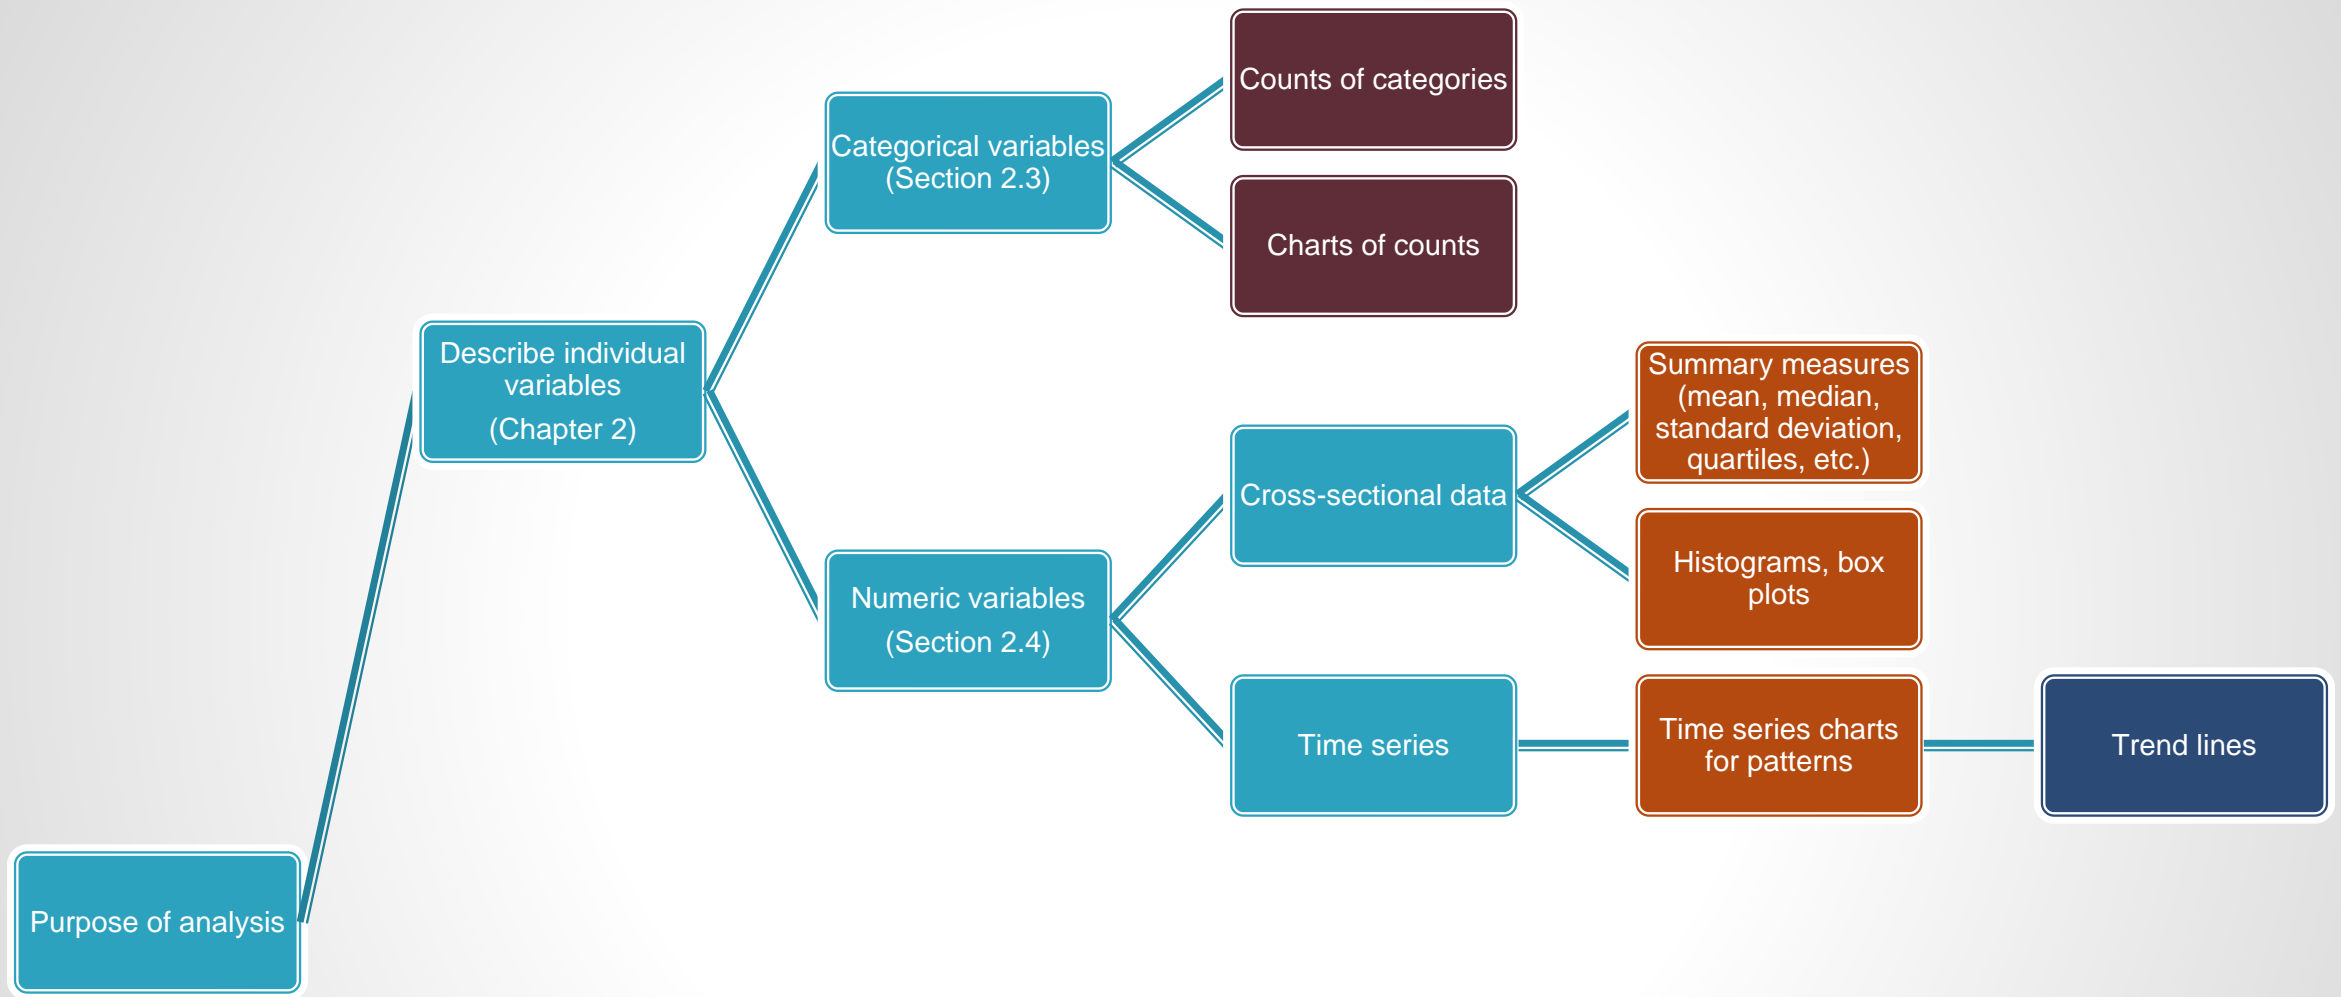 Counts of categories
Categorical variables
(Section 2.3)
Charts of counts
Describe individual
variables
(Chapter 2)
Summary measures
(mean, median,
standard deviation,
quartiles, etc.)
Cross-sectional data
Histograms, box
plots
Numeric variables
(Section 2.4)
Time series
Time series charts
for patterns
Trend lines
Purpose of analysis